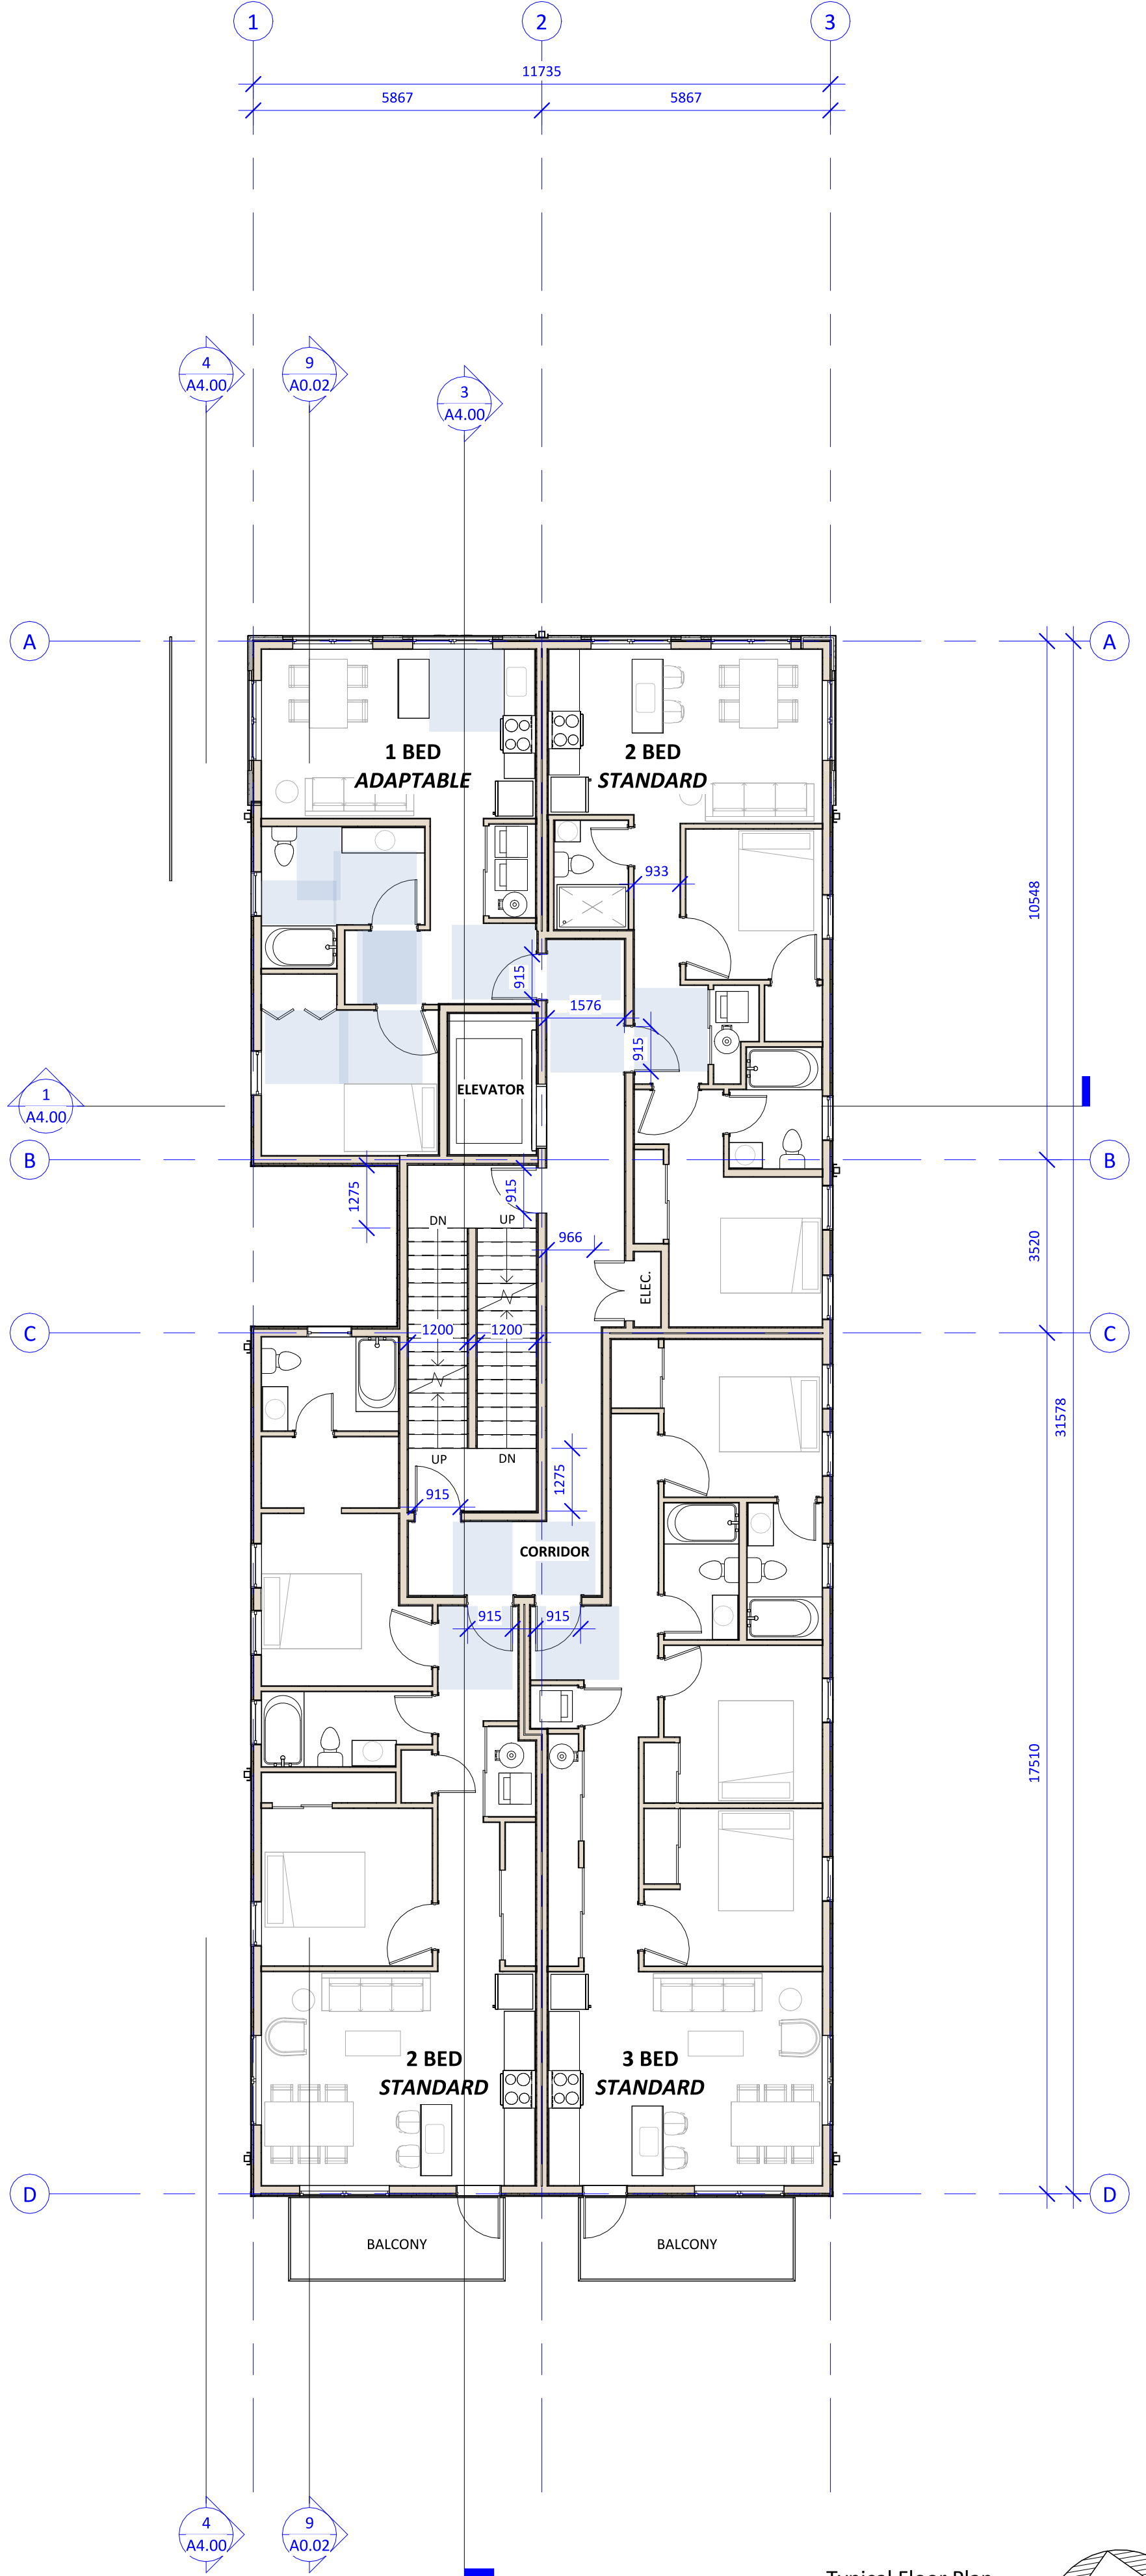 1
2
3
11735
5867
5867
4
A4.00
9
A0.02
3
A4.00
A
A
1 BED
ADAPTABLE
2 BED
STANDARD
933
10548
915
1576
915
ELEVATOR
1
A4.00
B
B
1275
915
DN
UP
966
3520
ELEC.
C
C
1200
1200
31578
UP
DN
1275
915
CORRIDOR
915
915
17510
2 BED
STANDARD
3 BED
STANDARD
D
D
BALCONY
BALCONY
4
A4.00
9
A0.02
Typical Floor Plan